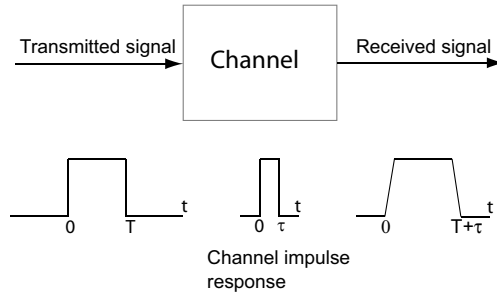 Transmitted signal
Channel
Received signal
t
0
T
t
0
τ
t
0
T+τ
Channel impulse
response